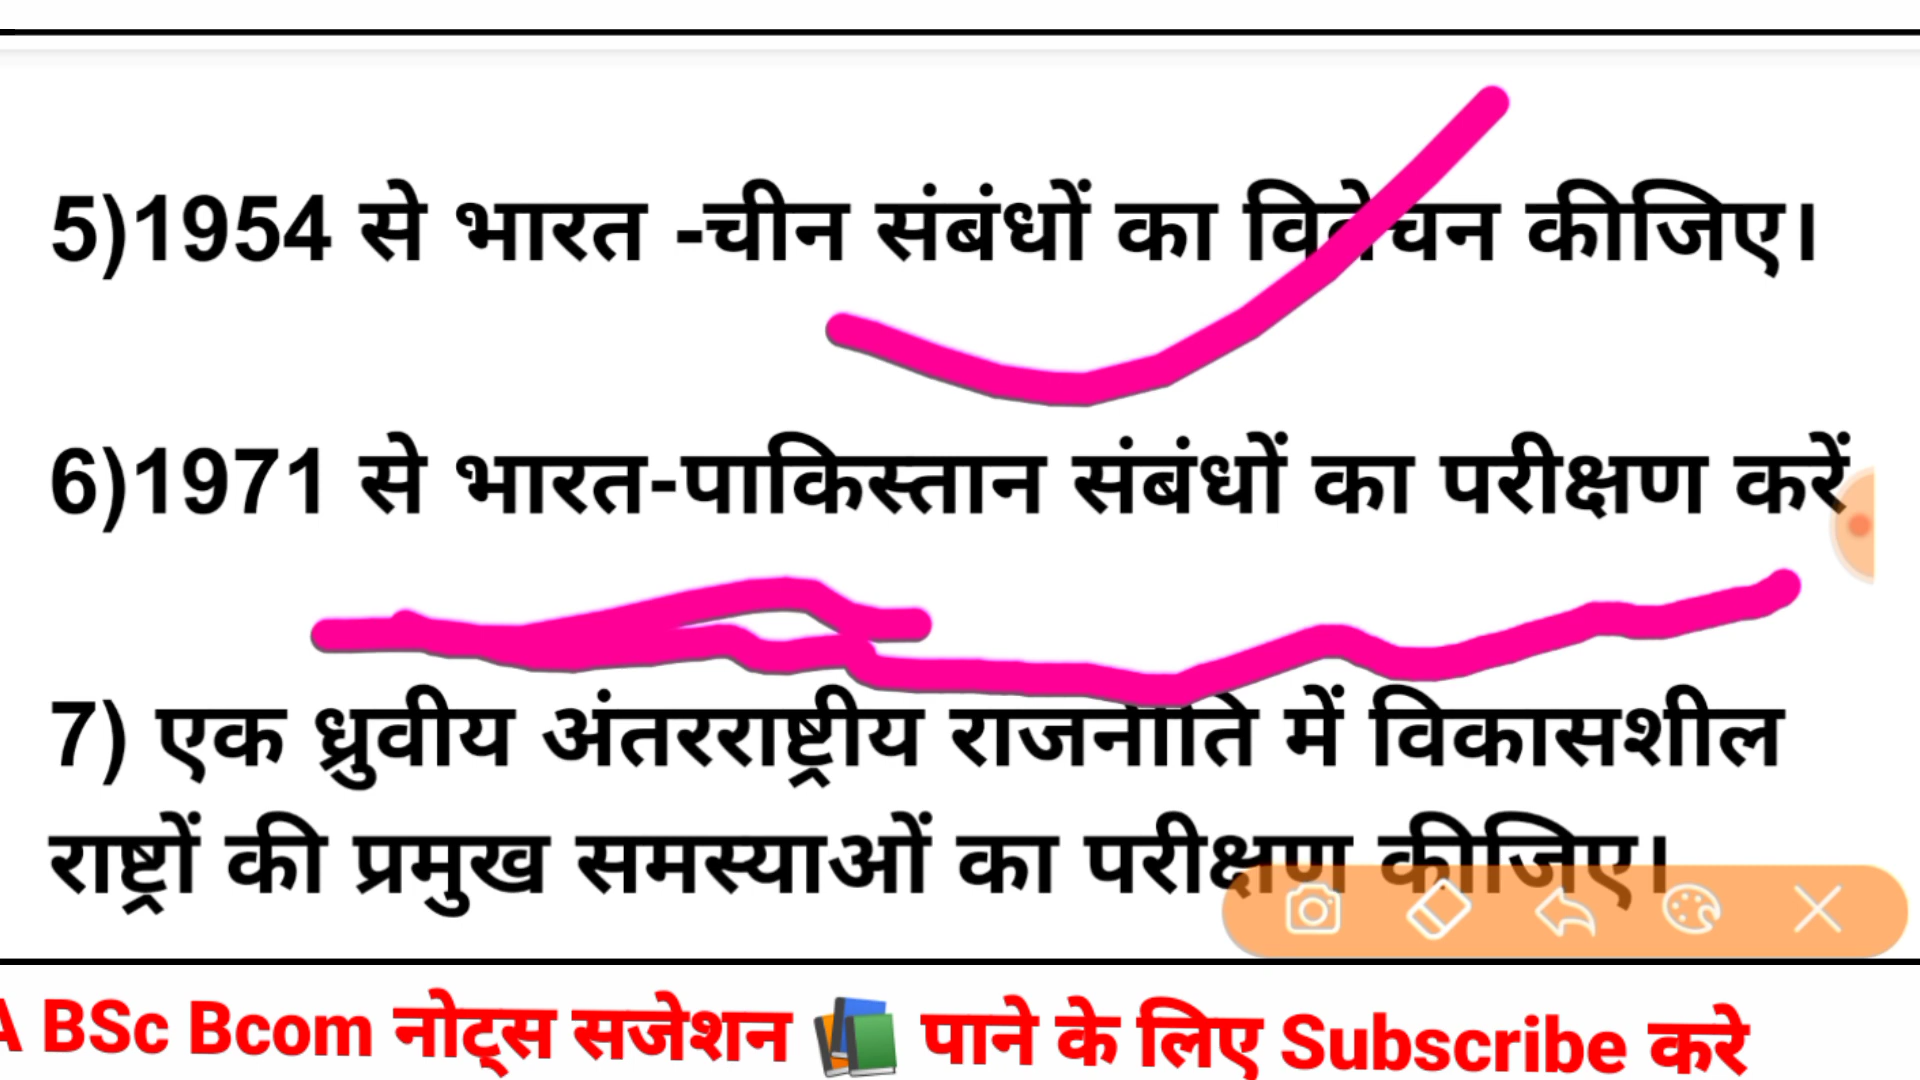 5)1954 से भारत -चीन संबंधों का विवेचन कीजिए।
6)1971 से भारत-पाकिस्तान संबंधों का परीक्षण करें
7) एक ध्रुवीय अंतरराष्ट्रीय राजनीति में विकासशील
राष्ट्रों की प्रमुख समस्याओं का परीक्षण कीजिए।
A BSc Bcom नोट्स सजेशन 📚 पाने के लिए Subscribe करे